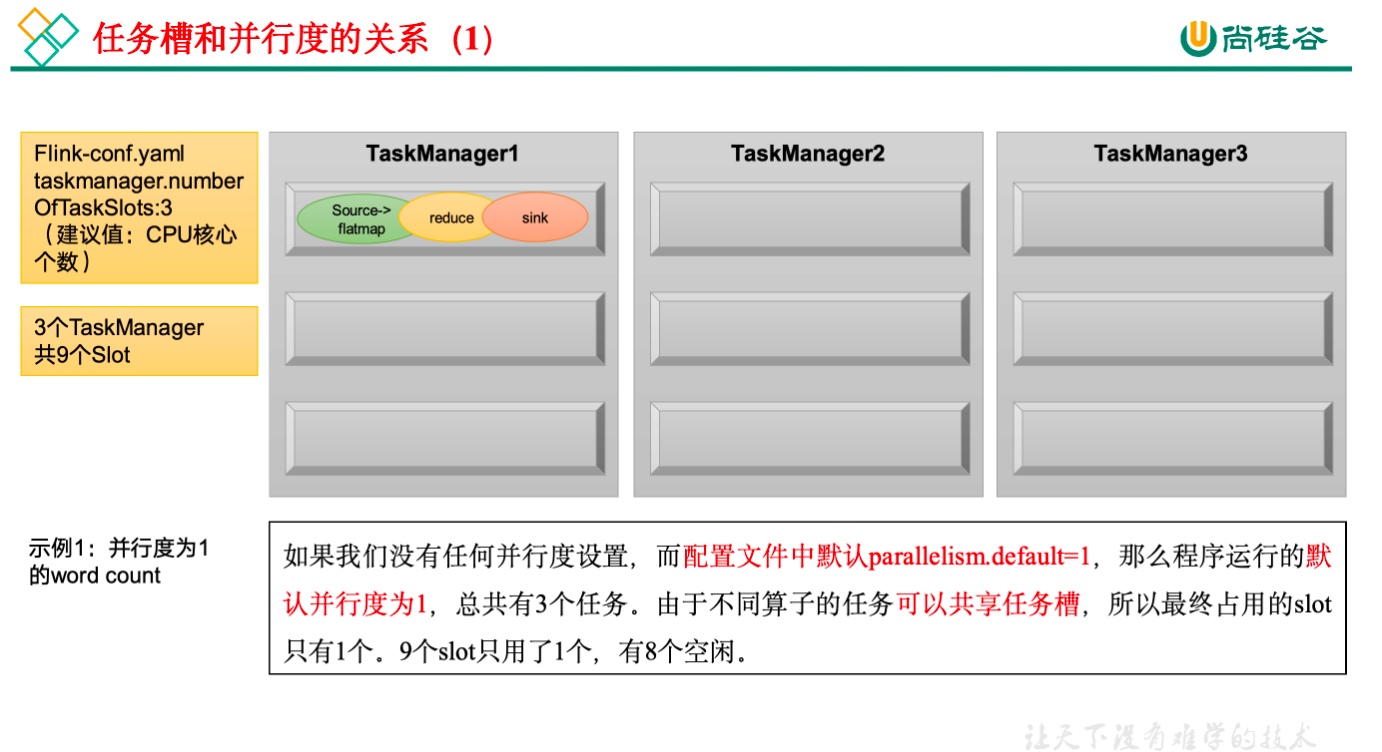 任务槽和并行度的关系（1）
尚硅谷
Flink-conf.yaml
taskmanager.number
OfTaskSlots:3
（建议值：CPU核心
个数）
3个TaskManager
共9个Slot
TaskManager1
Source->
flatmap
reduce
sink
TaskManager2
TaskManager3
示例1：并行度为1
的word count
如果我们没有任何并行度设置，而配置文件中默认parallelism.default=1，那么程序运行的默
认并行度为1，总共有3个任务。由于不同算子的任务可以共享任务槽，所以最终占用的slot
只有1个。9个slot只用了1个，有8个空闲。
让天下没有难学的技术